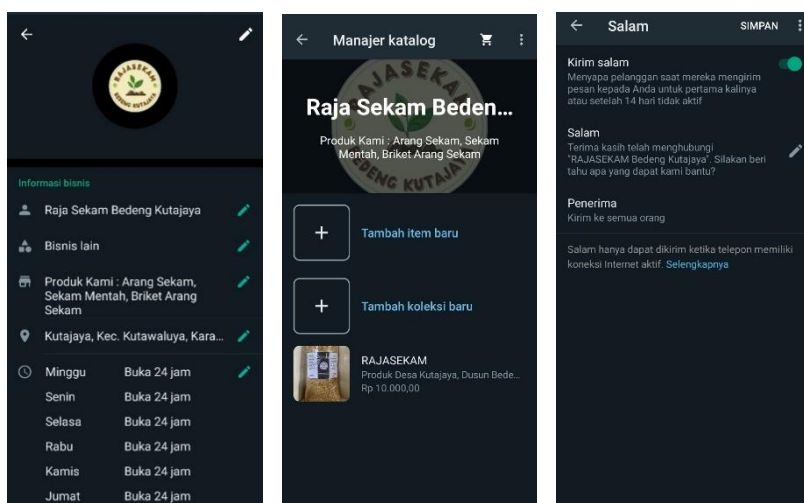 RAJASEKAM
BEDENG KUTAJAYA
Informasi bisnis
Raja Sekam Bedeng Kutajaya
Bisnis lain
Produk Kami : Arang Sekam,
Sekam Mentah, Briket Arang
Sekam
Kutajaya, Kec. Kutawaluya, Kara...
Minggu Buka 24 jam
Senin Buka 24 jam
Selasa Buka 24 jam
Rabu Buka 24 jam
Kamis Buka 24 jam
Jumat Buka 24 jam
Manajer katalog
RAJASEKAM
Raja Sekam Beden...
Produk Kami : Arang Sekam, Sekam
Mentah, Briket Arang Sekam
BEDENG KUTAJAYA
Tambah item baru
Tambah koleksi baru
RAJASEKAM
Produk Desa Kutajaya, Dusun Bede...
Rp 10.000,00
Salam SIMPAN
Kirim salam
Menyapa pelanggan saat mereka mengirim
pesan kepada Anda untuk pertama kalinya
atau setelah 14 hari tidak aktif
Salam
Terima kasih telah menghubungi
"RAJASEKAM Bedeng Kutajaya". Silakan beri
tahu apa yang dapat kami bantu?
Penerima
Kirim ke semua orang
Salam hanya dapat dikirim ketika telepon memiliki
koneksi Internet aktif. Selengkapnya